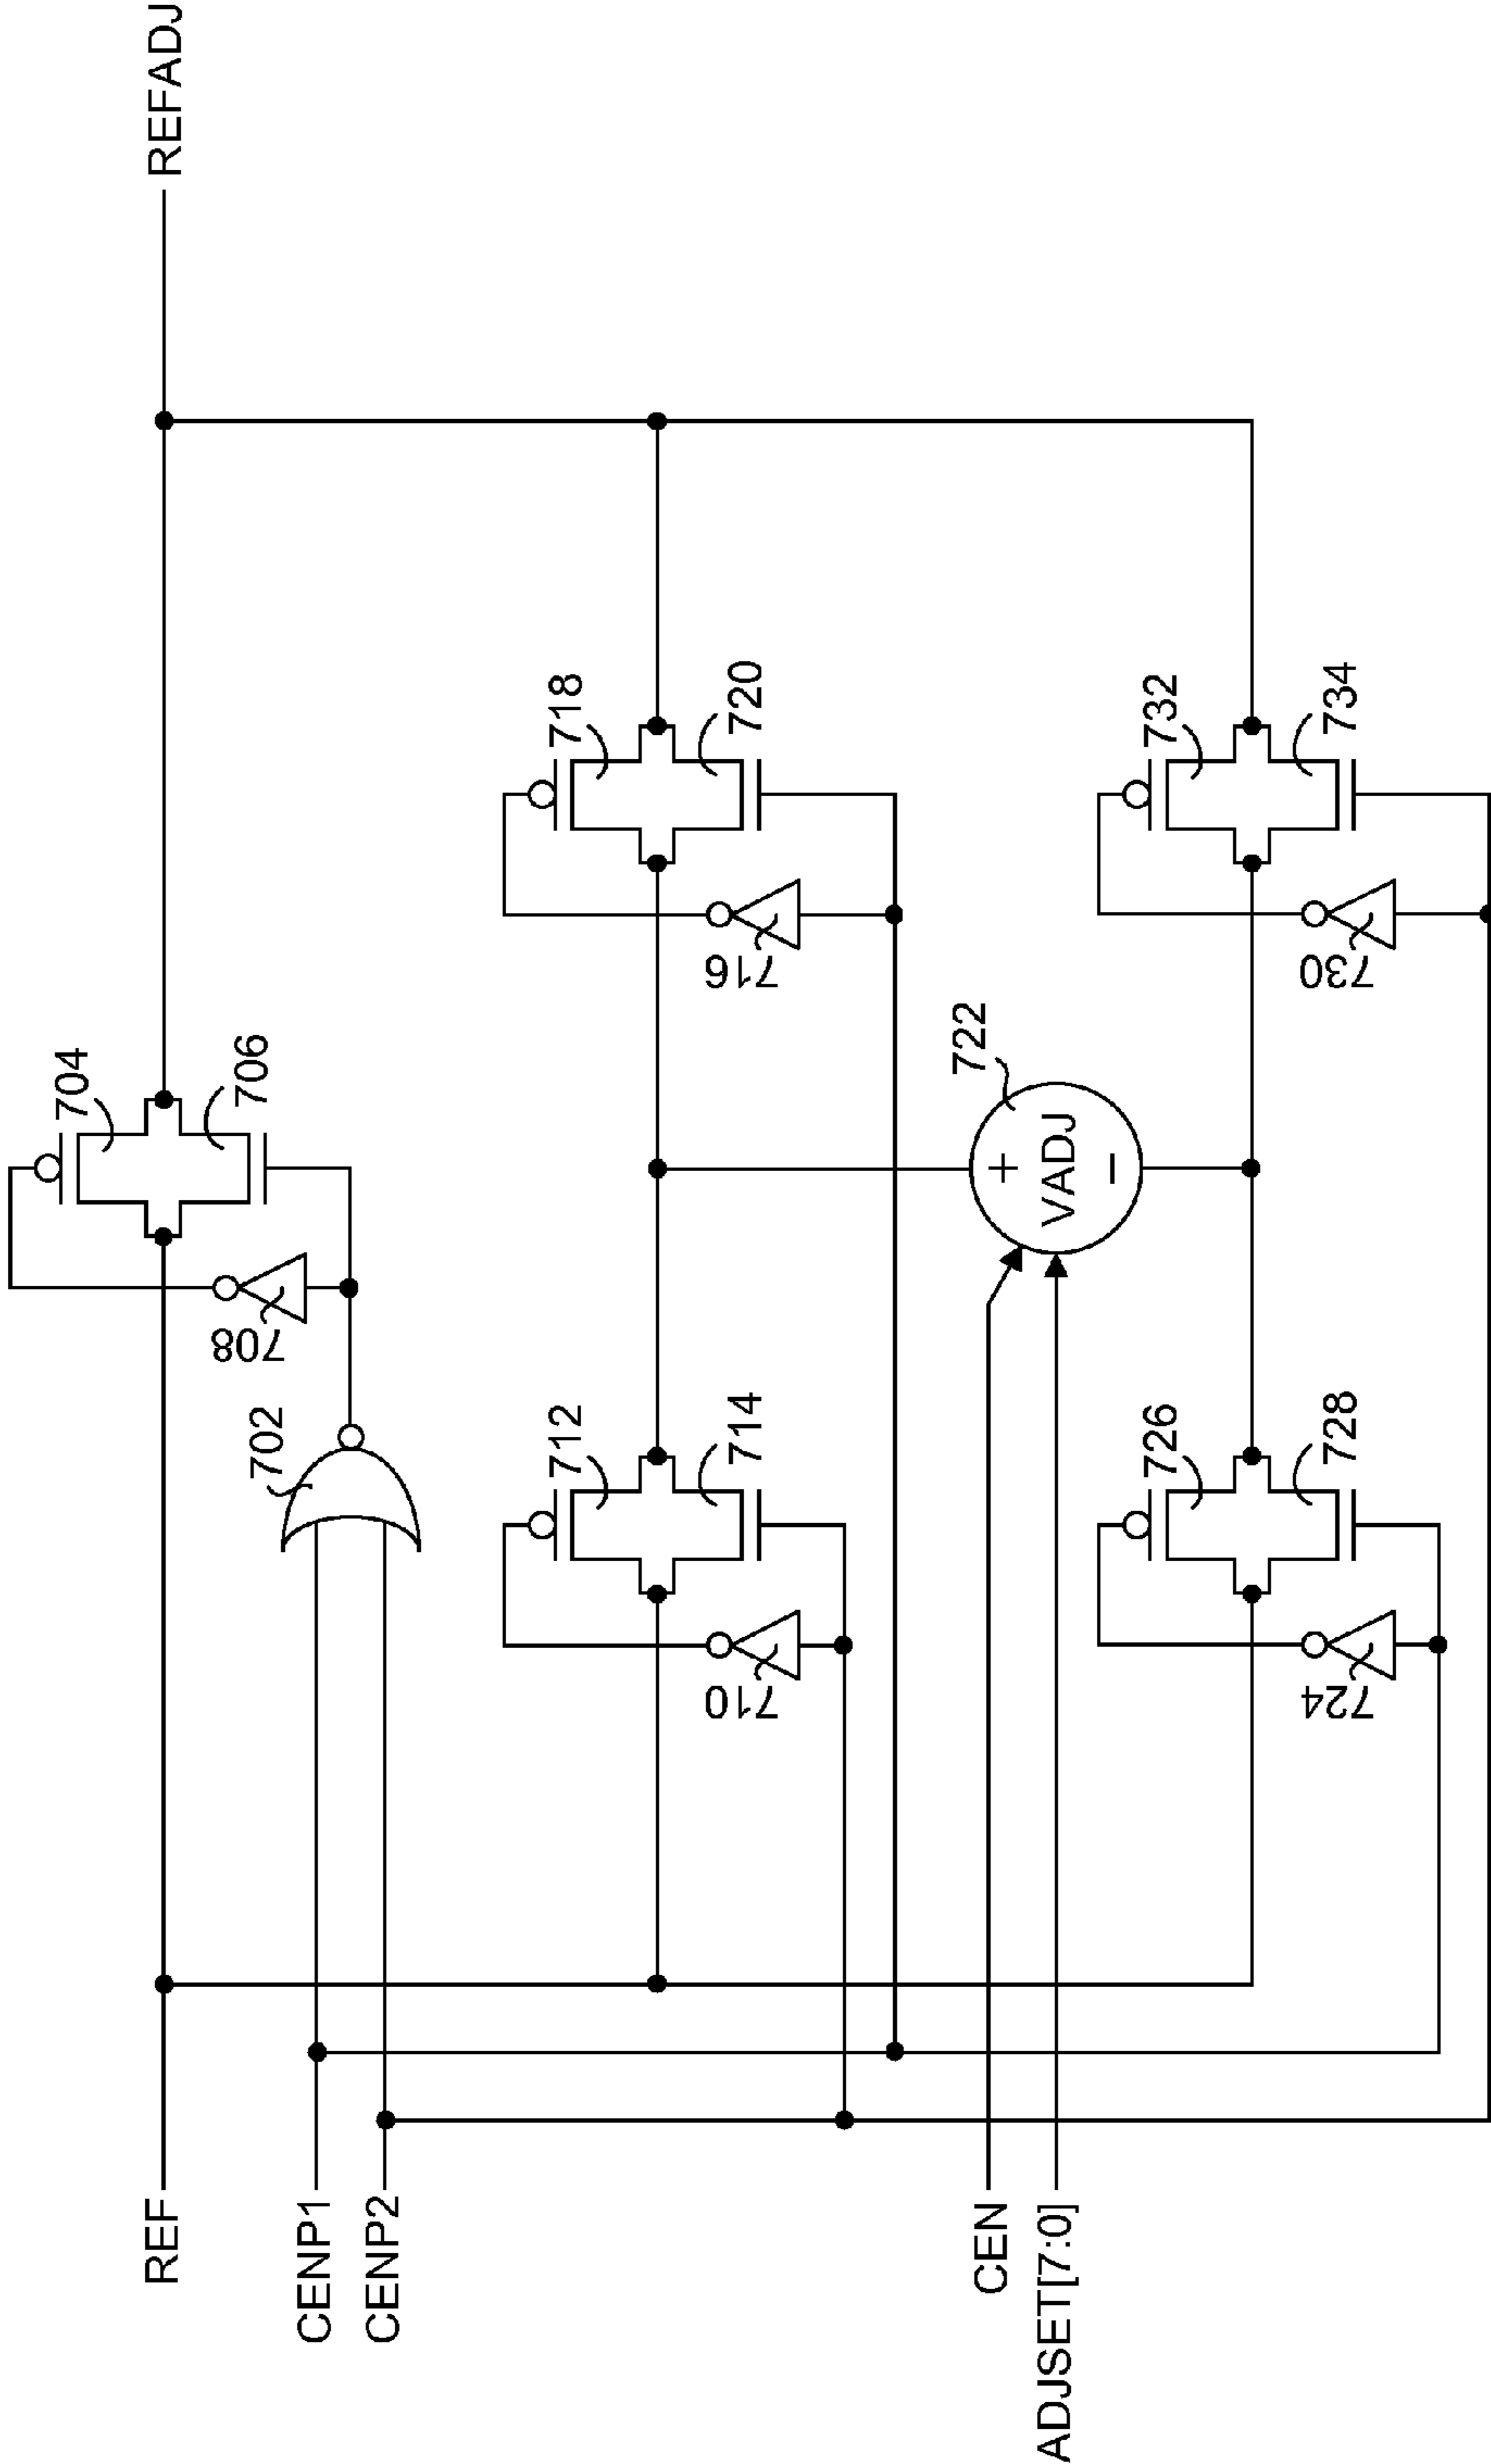 704
REF
REFADJ
706
708
702
CENP1
CENP2
712
718
714
720
710
716
722
CEN
+
VADJ
−
ADJSET[7:0]
726
732
728
734
724
730